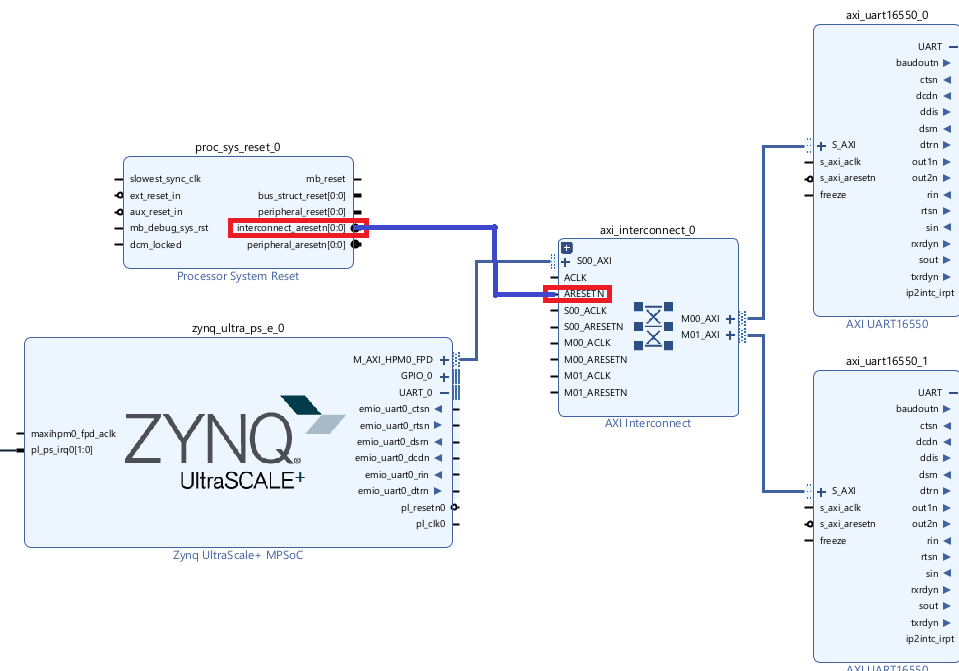 proc_sys_reset_0
slowest_sync_clk
ext_reset_in
aux_reset_in
mb_debug_sys_rst
dcm_locked
mb_reset
bus_struct_reset[0:0]
peripheral_reset[0:0]
interconnect_aresetn[0:0]
peripheral_aresetn[0:0]
Processor System Reset
zynq_ultra_ps_e_0
maxihpm0_fpd_aclk
pl_ps_irq0[1:0]
ZYNQ
UltraSCALE+
M_AXI_HPM0_FPD
GPIO_0
UART_0
emio_uart0_ctsn
emio_uart0_rtsn
emio_uart0_dsrn
emio_uart0_dcdn
emio_uart0_rin
emio_uart0_dtrn
pl_resetn0
pl_clk0
Zynq UltraScale+ MPSoC
axi_interconnect_0
S00_AXI
ACLK
ARESETN
S00_ACLK
S00_ARESETN
M00_ACLK
M00_ARESETN
M01_ACLK
M01_ARESETN
M00_AXI
M01_AXI
AXI Interconnect
axi_uart16550_0
S_AXI
s_axi_aclk
s_axi_aresetn
freeze
UART
baudoutn
ctsn
dcdn
ddis
dsrn
dtrn
out1n
out2n
rin
rtsn
sin
rxrdyn
sout
txrdyn
ip2intc_irpt
AXI UART16550
axi_uart16550_1
S_AXI
s_axi_aclk
s_axi_aresetn
freeze
UART
baudoutn
ctsn
dcdn
ddis
dsrn
dtrn
out1n
out2n
rin
rtsn
sin
rxrdyn
sout
txrdyn
ip2intc_irpt
AXI UART16550